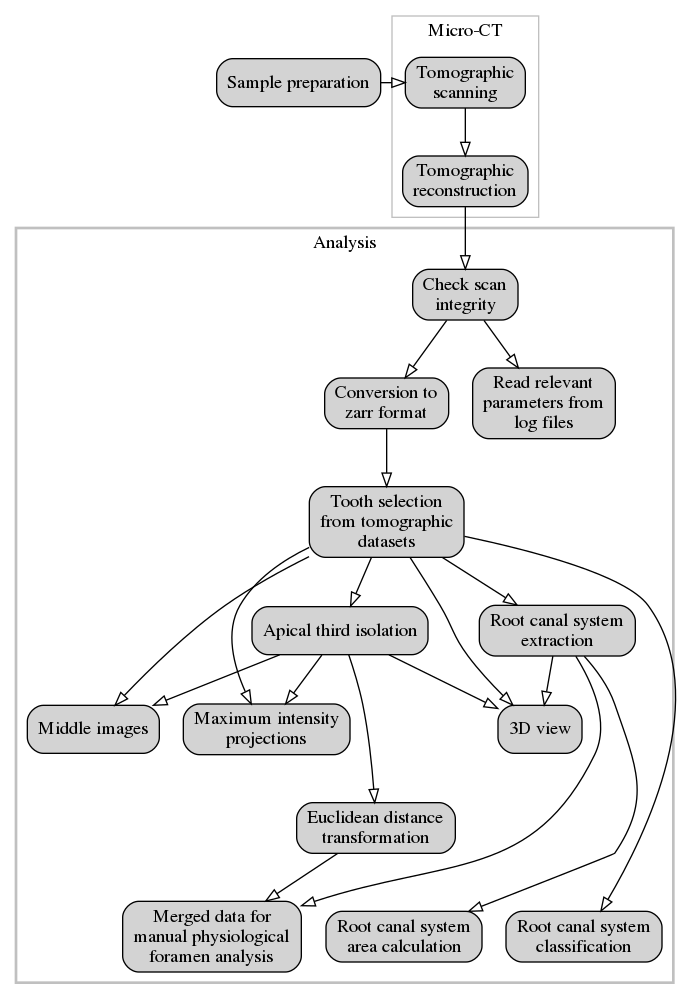 Micro-CT
Sample preparation
Tomographic
scanning
Tomographic
reconstruction
Analysis
Check scan
integrity
Conversion to
zarr format
Read relevant
parameters from
log files
Tooth selection
from tomographic
datasets
Apical third isolation
Root canal system
extraction
Middle images
Maximum intensity
projections
3D view
Euclidean distance
transformation
Merged data for
manual physiological
foramen analysis
Root canal system
area calculation
Root canal system
classification